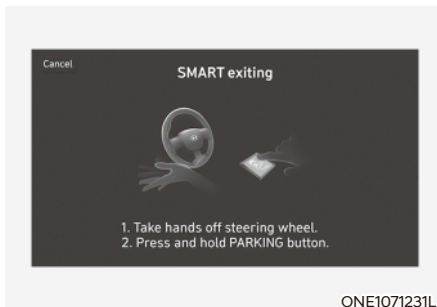 Cancel
SMART exiting
1. Take hands off steering wheel.
2. Press and hold PARKING button.
ONE1071231L